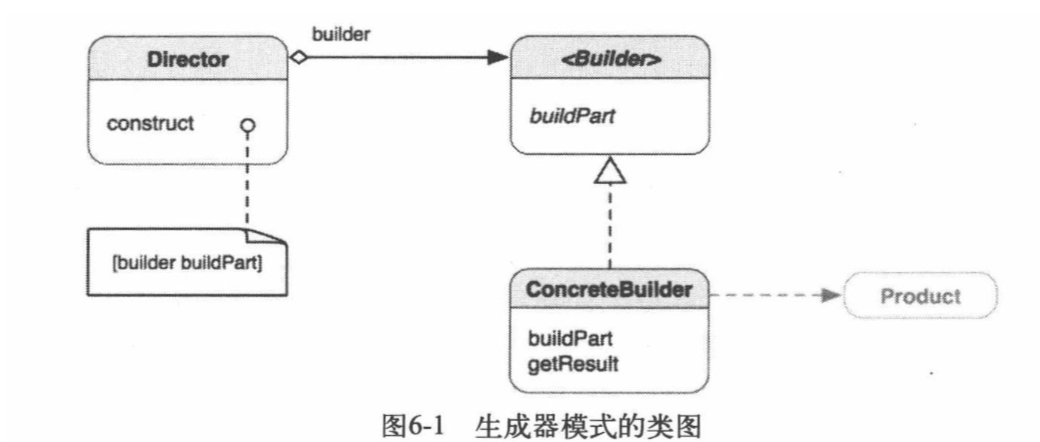 builder
Director
<Builder>
construct
buildPart
[builder buildPart]
ConcreteBuilder
Product
buildPart
getResult
图6-1 生成器模式的类图